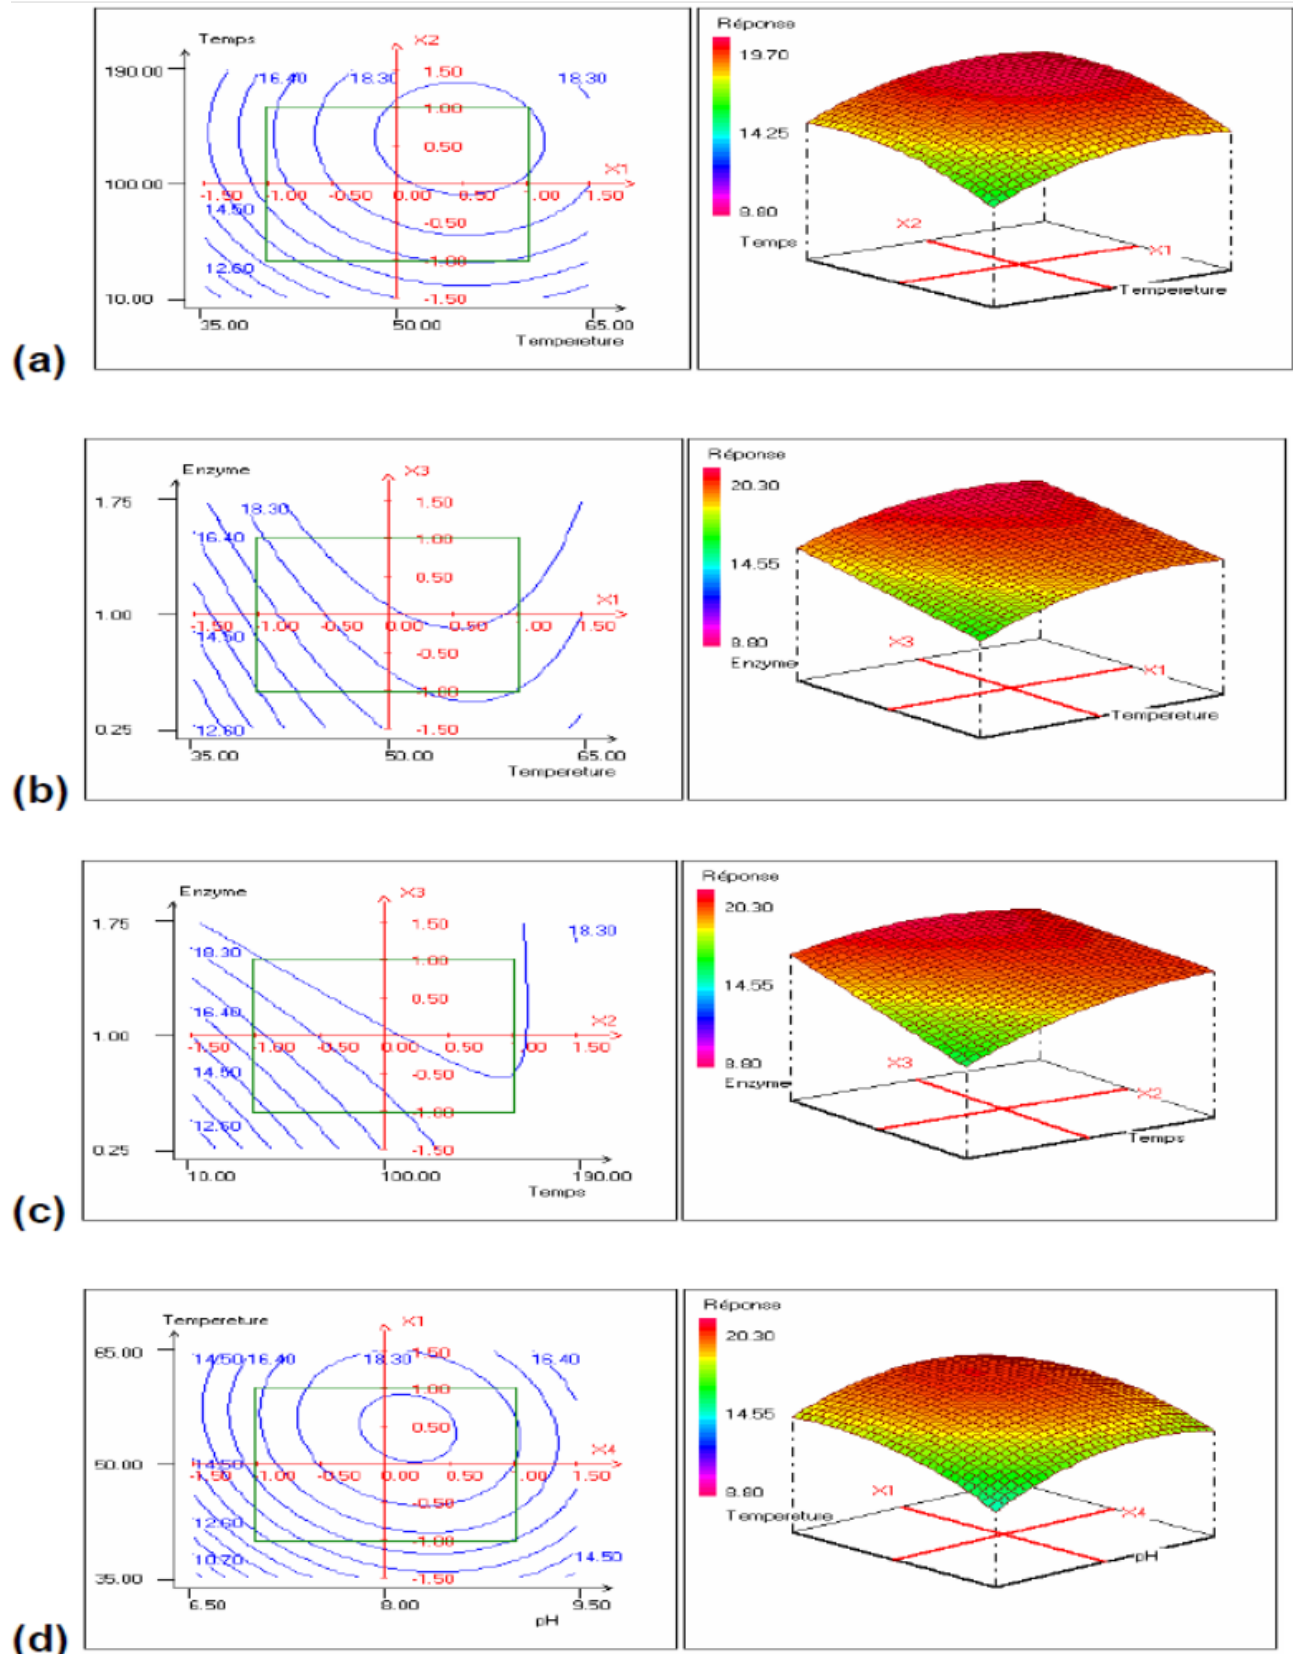 Temps X2
190.00 16.40 18.30 1.50 18.30
1.00
0.50
X1
100.00 -1.50 -1.00 -0.50 0.00 0.50 1.00 1.50
14.50 -0.50
12.60 -1.00
10.00 -1.50
35.00 50.00 65.00
Tempereture
Réponse
19.70
14.25
8.80
X2
Temps X1
Tempereture
(a)
Enzyme X3
1.75 18.30 1.50
16.40 1.00
0.50
X1
1.00 -1.50 -1.00 -0.50 0.00 0.50 1.00 1.50
14.50 -0.50
-1.00
0.25 12.60 -1.50
35.00 50.00 65.00
Tempereture
Réponse
20.30
14.55
8.80
X3
Enzyme X1
Tempereture
(b)
Enzyme X3
1.75 1.50 18.30
18.30 1.00
0.50
16.40 X2
1.00 -1.50 -1.00 -0.50 0.00 0.50 1.00 1.50
14.50 -0.50
12.60 -1.00
0.25 -1.50
10.00 100.00 190.00
Temps
Réponse
20.30
14.55
8.80
X3
Enzyme X2
Temps
(c)
Tempereture X1
65.00 14.50 16.40 18.30 1.50 16.40
1.00
0.50
X4
50.00 14.50
-1.50 -1.00 -0.50 0.00 0.50 1.00 1.50
-0.50
12.60 -1.00
10.70 14.50
35.00 -1.50
6.50 8.00 9.50
pH
Réponse
20.30
14.55
8.80
X1
Tempereture X4
pH
(d)